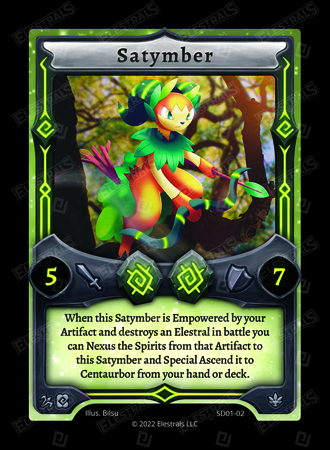 Satymber
5
7
When this Satymber is Empowered by your
Artifact and destroys an Elestral in battle you
can Nexus the Spirits from that Artifact to
this Satymber and Special Ascend it to
Centaurbor from your hand or deck.
Illus. Bilsu
SD01-02
© 2022 Elestrals LLC
ELESTRALS